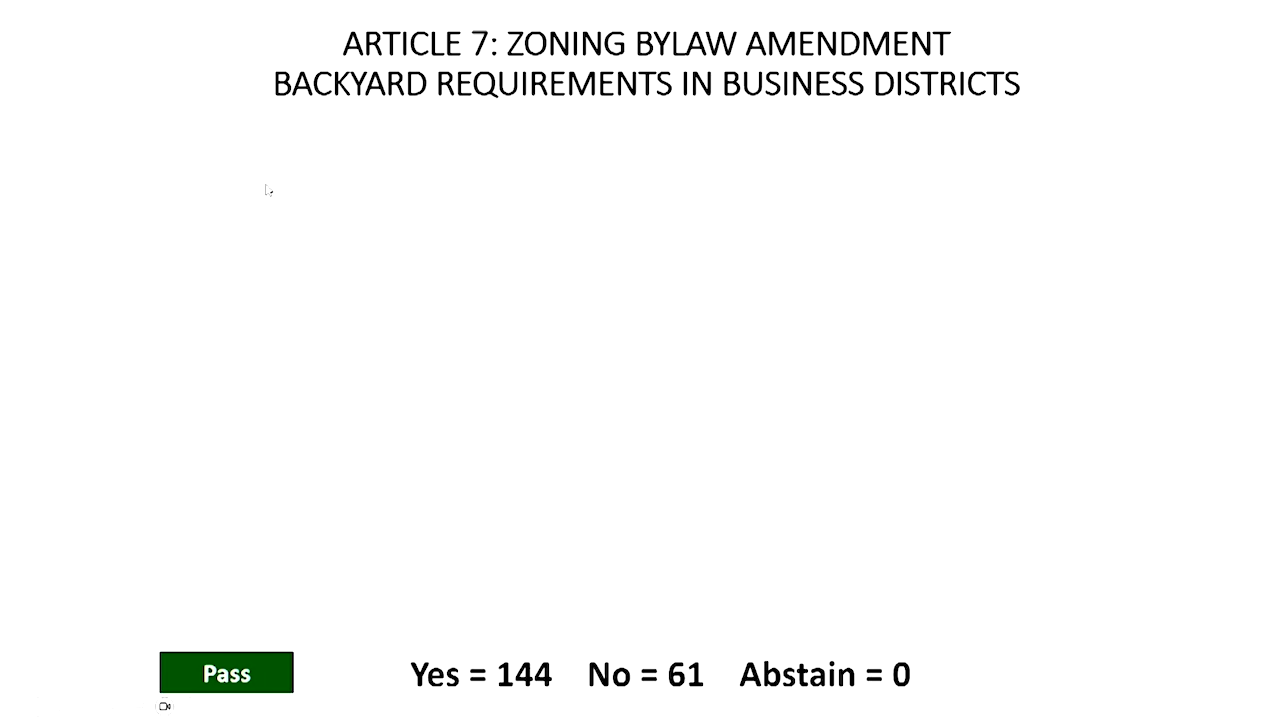 ARTICLE 7: ZONING BYLAW AMENDMENT
BACKYARD REQUIREMENTS IN BUSINESS DISTRICTS
Pass Yes = 144 No = 61 Abstain = 0